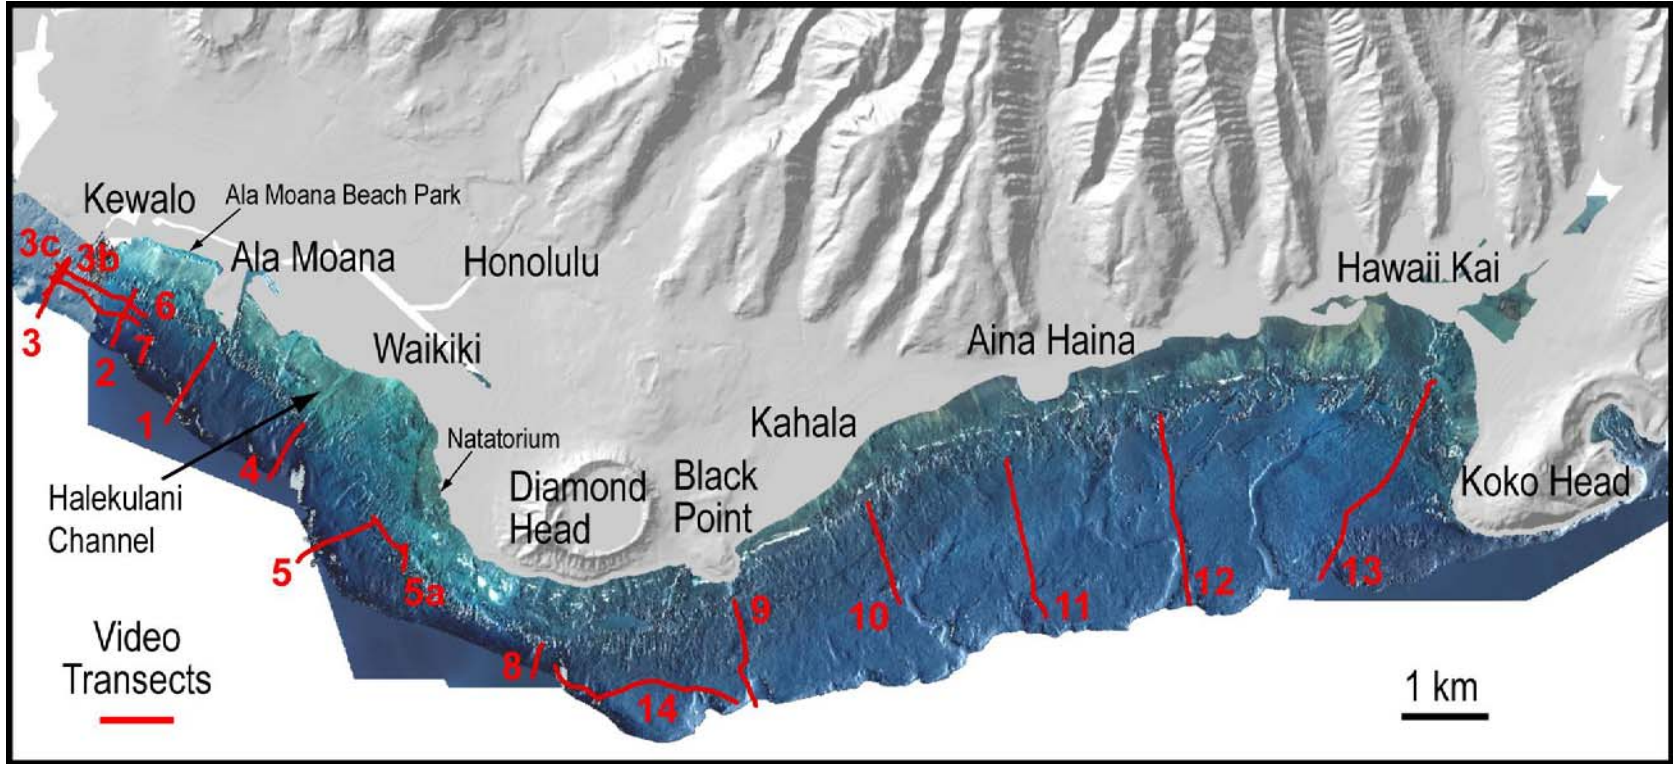 Kewalo
Ala Moana Beach Park
3c
3b
Ala Moana
Honolulu
Hawaii Kai
6
3
7
2
Waikiki
Aina Haina
1
Kahala
4
Natatorium
Halekulani
Channel
Diamond
Head
Black
Point
Koko Head
5
5a
9
10
11
12
13
Video
Transects
8
14
1 km